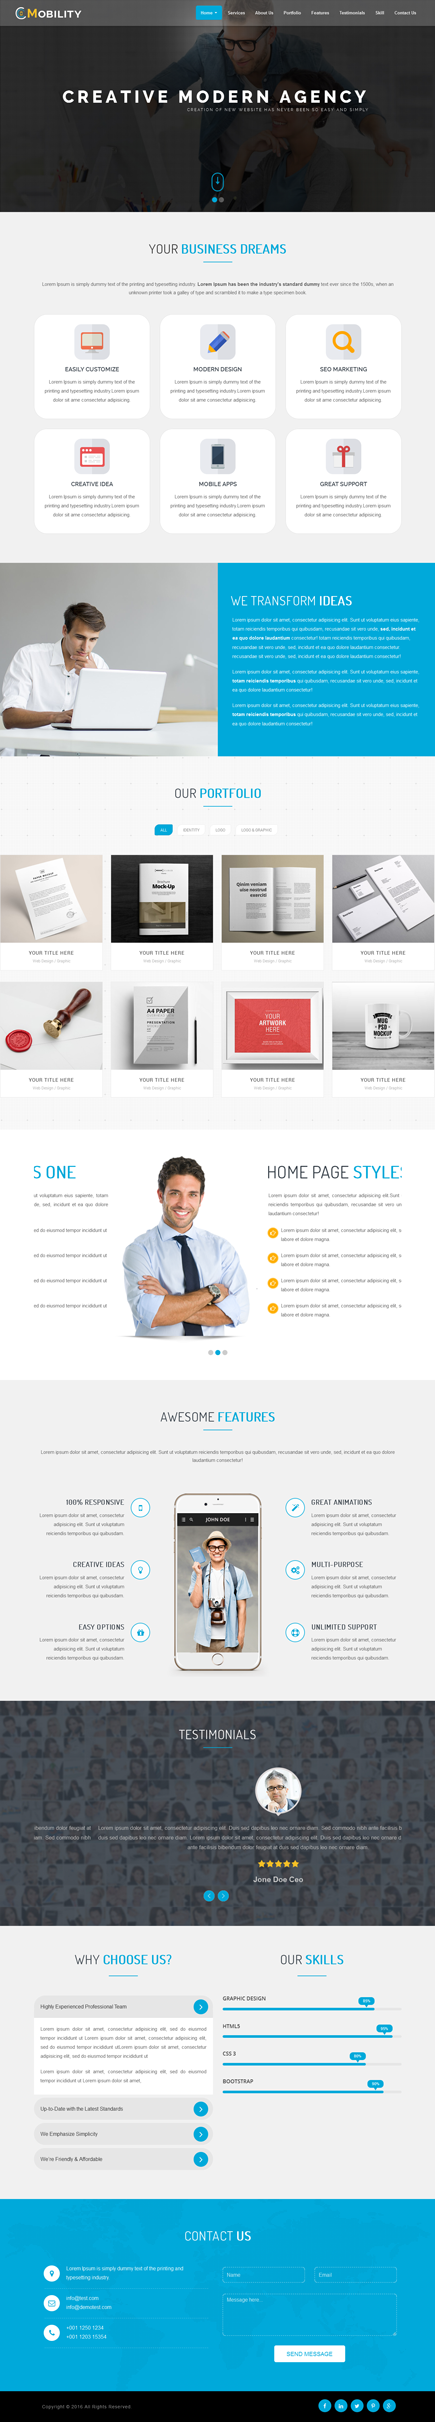 MOBILITY
Home Services About Us Portfolio Features Testimonials Skill Contact Us
CREATIVE MODERN AGENCY
CREATION OF NEW WEBSITE HAS NEVER BEEN SO EASY AND SIMPLY
YOUR BUSINESS DREAMS
Lorem Ipsum is simply dummy text of the printing and typesetting industry. Lorem Ipsum has been the industry's standard dummy text ever since the 1500s, when an
unknown printer took a galley of type and scrambled it to make a type specimen book.
EASILY CUSTOMIZE
Lorem Ipsum is simply dummy text of the
printing and typesetting industry.Lorem ipsum
dolor sit ame consectetur adipisicing.
MODERN DESIGN
Lorem Ipsum is simply dummy text of the
printing and typesetting industry.Lorem ipsum
dolor sit ame consectetur adipisicing.
SEO MARKETING
Lorem Ipsum is simply dummy text of the
printing and typesetting industry.Lorem ipsum
dolor sit ame consectetur adipisicing.
CREATIVE IDEA
Lorem Ipsum is simply dummy text of the
printing and typesetting industry.Lorem ipsum
dolor sit ame consectetur adipisicing.
MOBILE APPS
Lorem Ipsum is simply dummy text of the
printing and typesetting industry.Lorem ipsum
dolor sit ame consectetur adipisicing.
GREAT SUPPORT
Lorem Ipsum is simply dummy text of the
printing and typesetting industry.Lorem ipsum
dolor sit ame consectetur adipisicing.
WE TRANSFORM IDEAS
Lorem ipsum dolor sit amet, consectetur adipisicing elit. Sunt ut voluptatum eius sapiente,
totam reiciendis temporibus qui quibusdam, recusandae sit vero unde, sed, incidunt et
ea quo dolore laudantium consectetur! totam reiciendis temporibus qui quibusdam,
recusandae sit vero unde, sed, incidunt et ea quo dolore laudantium consectetur.
recusandae sit vero unde, sed, incidunt et ea quo dolore laudantium consectetur!
Lorem ipsum dolor sit amet, consectetur adipisicing elit. Sunt ut voluptatum eius sapiente,
totam reiciendis temporibus qui quibusdam, recusandae sit vero unde, sed, incidunt et
ea quo dolore laudantium consectetur!
Lorem ipsum dolor sit amet, consectetur adipisicing elit. Sunt ut voluptatum eius sapiente,
totam reiciendis temporibus qui quibusdam, recusandae sit vero unde, sed, incidunt et
ea quo dolore laudantium consectetur!
OUR PORTFOLIO
ALL IDENTITY LOGO LOGO & GRAPHIC
Mock-Up
Quinim veniam
uine nostrud
exerciti
YOUR TITLE HERE
Web Design / Graphic
YOUR TITLE HERE
Web Design / Graphic
YOUR TITLE HERE
Web Design / Graphic
YOUR TITLE HERE
Web Design / Graphic
A4 PAPER
PRESENTATION
YOUR
ARTWORK
HERE
MUG
PSD
MOCKUP
YOUR TITLE HERE
Web Design / Graphic
YOUR TITLE HERE
Web Design / Graphic
YOUR TITLE HERE
Web Design / Graphic
YOUR TITLE HERE
Web Design / Graphic
S ONE
ut voluptatum eius sapiente, totam
de, sed, incidunt et ea quo dolore
ed do eiusmod tempor incididunt ut
ed do eiusmod tempor incididunt ut
ed do eiusmod tempor incididunt ut
ed do eiusmod tempor incididunt ut
HOME PAGE STYLES
Lorem ipsum dolor sit amet, consectetur adipisicing elit.Sunt
reiciendis temporibus qui quibusdam, recusandae sit vero un
laudantium consectetur!
Lorem ipsum dolor sit amet, consectetur adipisicing elit, s
labore et dolore magna.
Lorem ipsum dolor sit amet, consectetur adipisicing elit, s
labore et dolore magna.
Lorem ipsum dolor sit amet, consectetur adipisicing elit, s
labore et dolore magna.
Lorem ipsum dolor sit amet, consectetur adipisicing elit, s
labore et dolore magna.
AWESOME FEATURES
Lorem ipsum dolor sit amet, consectetur adipisicing elit. Sunt ut voluptatum reiciendis temporibus qui quibusdam, recusandae sit vero unde, sed, incidunt et ea quo dolore
laudantium consectetur!
100% RESPONSIVE
Lorem ipsum dolor sit amet, consectetur
adipisicing elit. Sunt ut voluptatum
reiciendis temporibus qui quibusdam.
CREATIVE IDEAS
Lorem ipsum dolor sit amet, consectetur
adipisicing elit. Sunt ut voluptatum
reiciendis temporibus qui quibusdam.
EASY OPTIONS
Lorem ipsum dolor sit amet, consectetur
adipisicing elit. Sunt ut voluptatum
reiciendis temporibus qui quibusdam.
JOHN DOE
GREAT ANIMATIONS
Lorem ipsum dolor sit amet, consectetur
adipisicing elit. Sunt ut voluptatum
reiciendis temporibus qui quibusdam.
MULTI-PURPOSE
Lorem ipsum dolor sit amet, consectetur
adipisicing elit. Sunt ut voluptatum
reiciendis temporibus qui quibusdam.
UNLIMITED SUPPORT
Lorem ipsum dolor sit amet, consectetur
adipisicing elit. Sunt ut voluptatum
reiciendis temporibus qui quibusdam.
TESTIMONIALS
bibendum dolor feugiat at
iam. Sed commodo nibh
Lorem ipsum dolor sit amet, consectetur adipiscing elit. Duis sed dapibus leo nec ornare diam. Sed commodo nibh ante facilisis b
duis sed dapibus leo nec ornare diam. Lorem ipsum dolor sit amet, consectetur adipiscing elit. Duis sed dapibus leo nec ornare
ante facilisis bibendum dolor feugiat at duis sed dapibus leo nec ornare diam.
Jone Doe Ceo
WHY CHOOSE US?
Highly Experienced Professional Team
Lorem ipsum dolor sit amet, consectetur adipisicing elit, sed do eiusmod
tempor incididunt ut Lorem ipsum dolor sit amet, consectetur adipisicing elit,
sed do eiusmod tempor incididunt utLorem ipsum dolor sit amet, consectetur
adipisicing elit, sed do eiusmod tempor incididunt ut
Lorem ipsum dolor sit amet, consectetur adipisicing elit, sed do eiusmod
tempor incididunt ut Lorem ipsum dolor sit amet,
Up-to-Date with the Latest Standards
We Emphasize Simplicity
We're Friendly & Affordable
OUR SKILLS
GRAPHIC DESIGN
HTML5
CSS 3
BOOTSTRAP
CONTACT US
Lorem Ipsum is simply dummy text of the printing and
typesetting industry.
info@test.com
info@demotest.com
+001 1250 1234
+001 1203 15354
Name Email
Message here...
SEND MESSAGE
Copyright © 2016 All Rights Reserved.